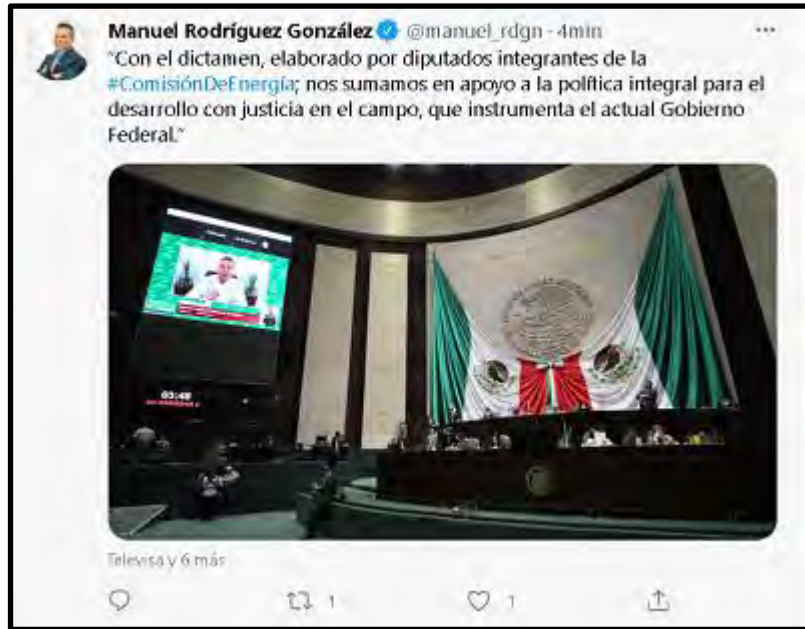 Manuel Rodríguez González @manuel_rdgn · 4min
"Con el dictamen, elaborado por diputados integrantes de la
#ComisiónDeEnergía; nos sumamos en apoyo a la política integral para el
desarrollo con justicia en el campo, que instrumenta el actual Gobierno
Federal."
03:48
Televisa y 6 más
1
1